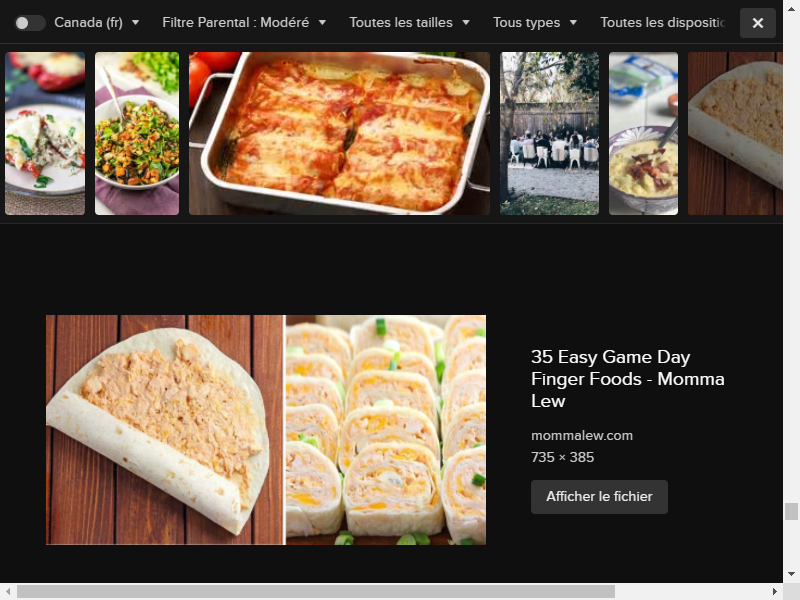 Canada (fr) Filtre Parental : Modéré Toutes les tailles Tous types Toutes les dispositic
35 Easy Game Day
Finger Foods - Momma
Lew
mommalew.com
735 × 385
Afficher le fichier